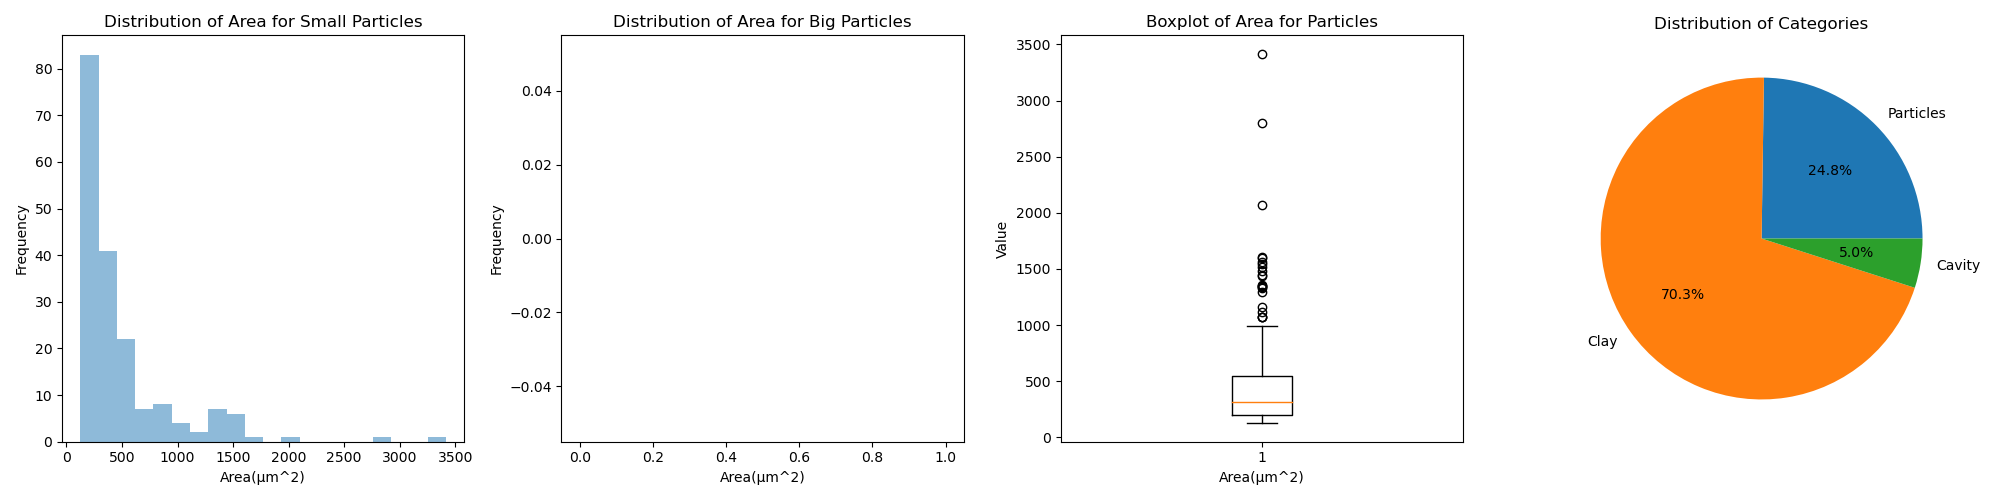 Distribution of Area for Small Particles
80
70
60
50
40
30
20
10
0
Frequency
0 500 1000 1500 2000 2500 3000 3500
Area(μm^2)
Distribution of Area for Big Particles
0.04
0.02
0.00
−0.02
−0.04
Frequency
0.0 0.2 0.4 0.6 0.8 1.0
Area(μm^2)
Boxplot of Area for Particles
3500
3000
2500
2000
1500
1000
500
0
Value
1
Area(μm^2)
Distribution of Categories
Particles
24.8%
Clay
70.3%
Cavity
5.0%